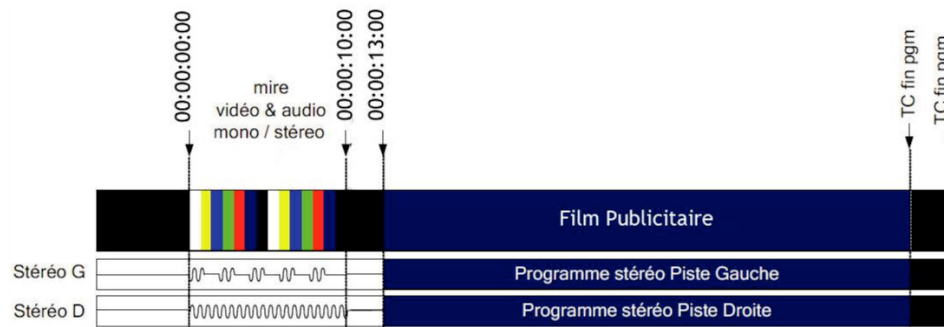 00:00:00:00
mire
vidéo & audio
mono / stéreo
00:00:10:00
00:00:13:00
TC fin pgm
TC fin pgm
Film Publicitaire
Stéréo G
Programme stéréo Piste Gauche
Stéréo D
Programme stéréo Piste Droite